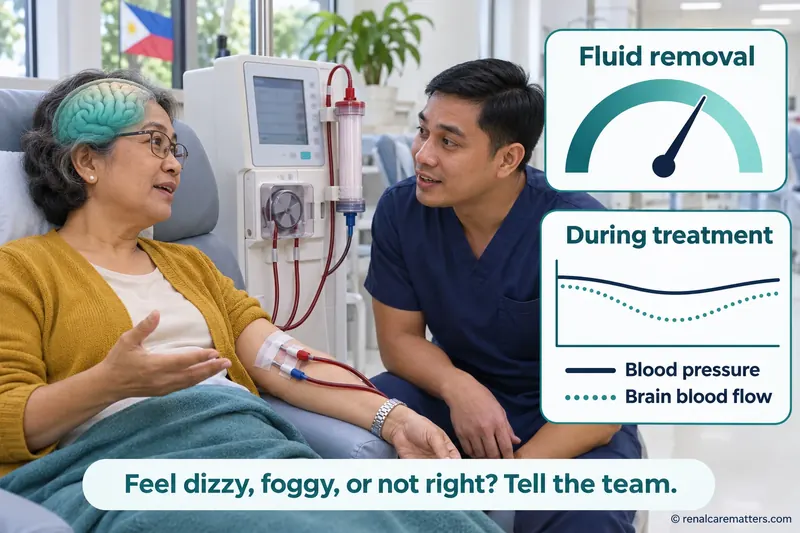 Fluid removal
During treatment
Blood pressure
Brain blood flow
Feel dizzy, foggy, or not right? Tell the team.
© renalcarematters.com